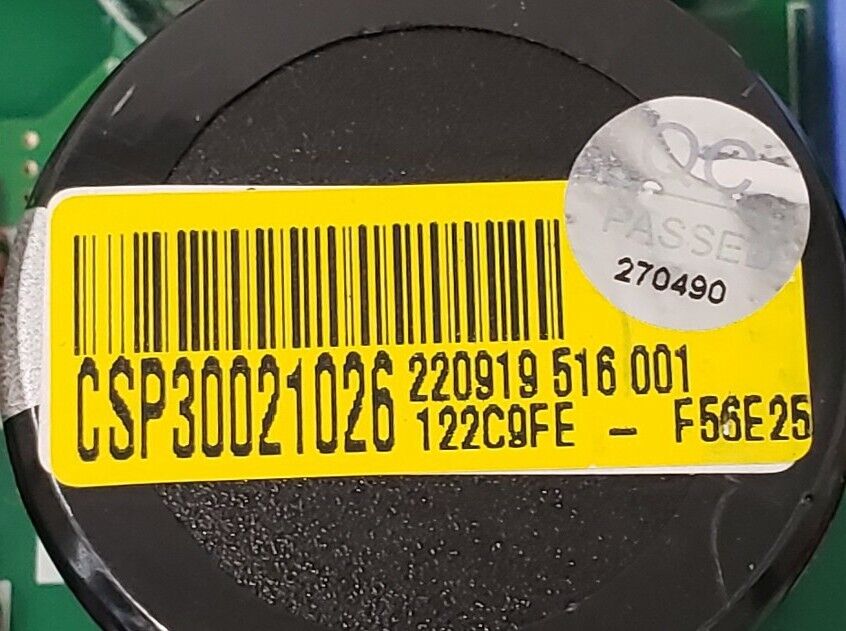 QC
PASSED
270490
CSP30021026 220919 516 001
122C9FE - F56E25